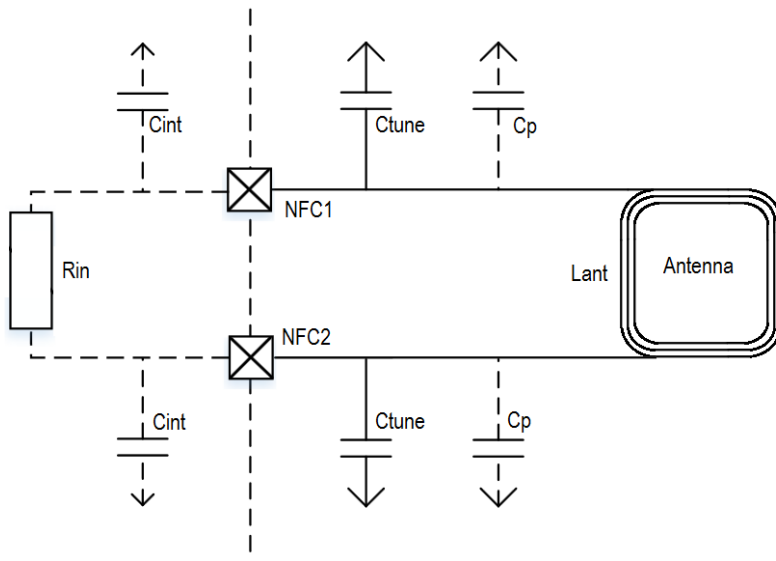 Cint
Ctune
Cp
NFC1
Rin
Lant
Antenna
NFC2
Cint
Ctune
Cp